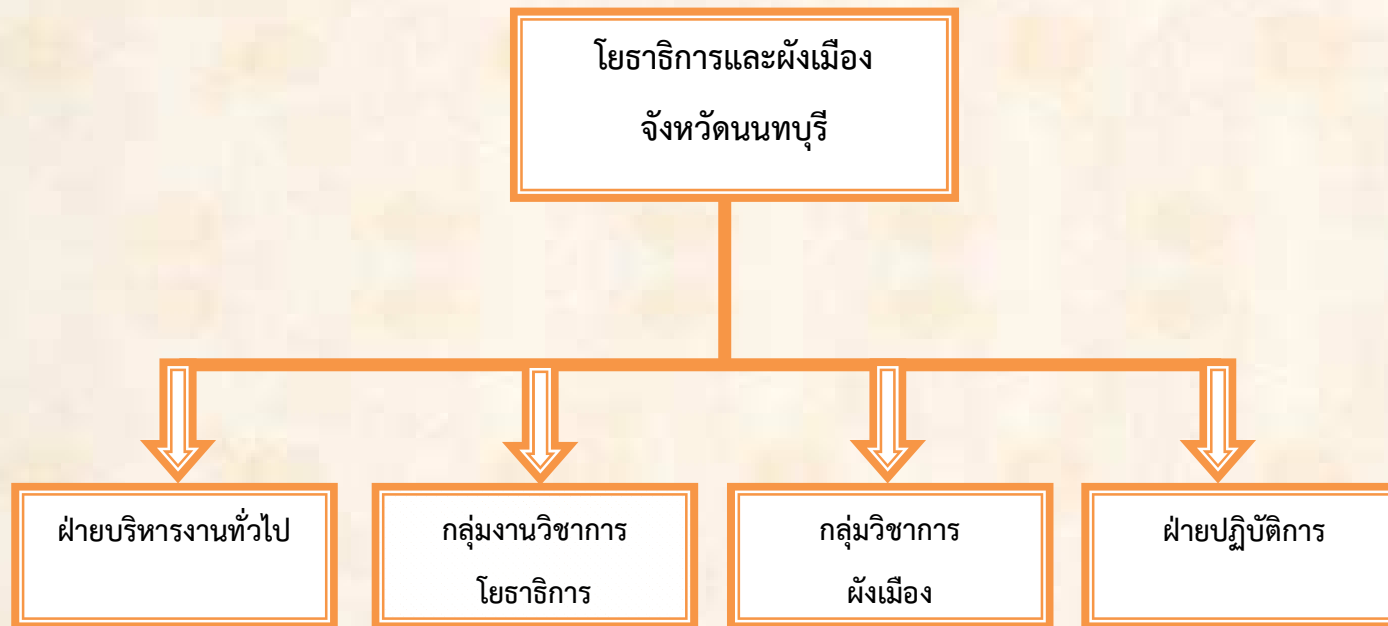 โยธาธิการและผังเมือง
จังหวัดนนทบุรี
ฝ่ายบริหารงานทั่วไป
กลุ่มงานวิชาการ
โยธาธิการ
กลุ่มวิชาการ
ผังเมือง
ฝ่ายปฏิบัติการ